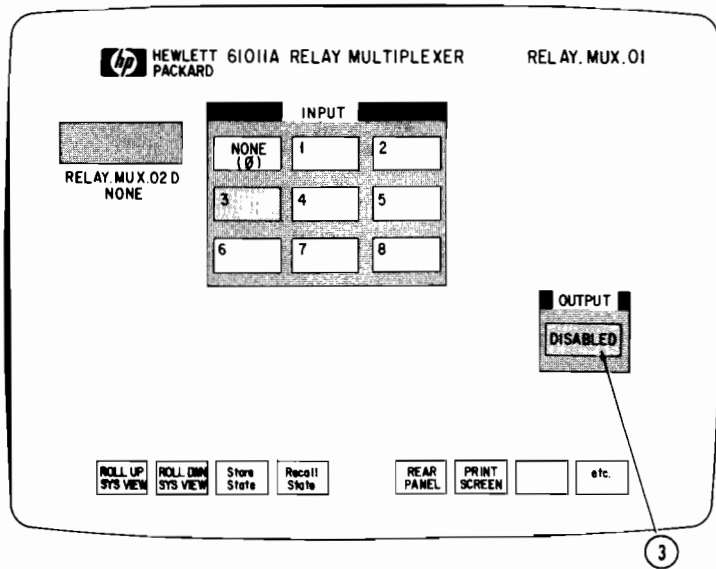 hp HEWLETT PACKARD 61011A RELAY MULTIPLEXER RELAY.MUX.01
INPUT
NONE (0) 1 2
RELAY.MUX.02 D
NONE
3 4 5
6 7 8
OUTPUT
DISABLED
ROLL UP SYS VIEW
ROLL DWN SYS VIEW
Store State
Recall State
REAR PANEL
PRINT SCREEN
etc.
3